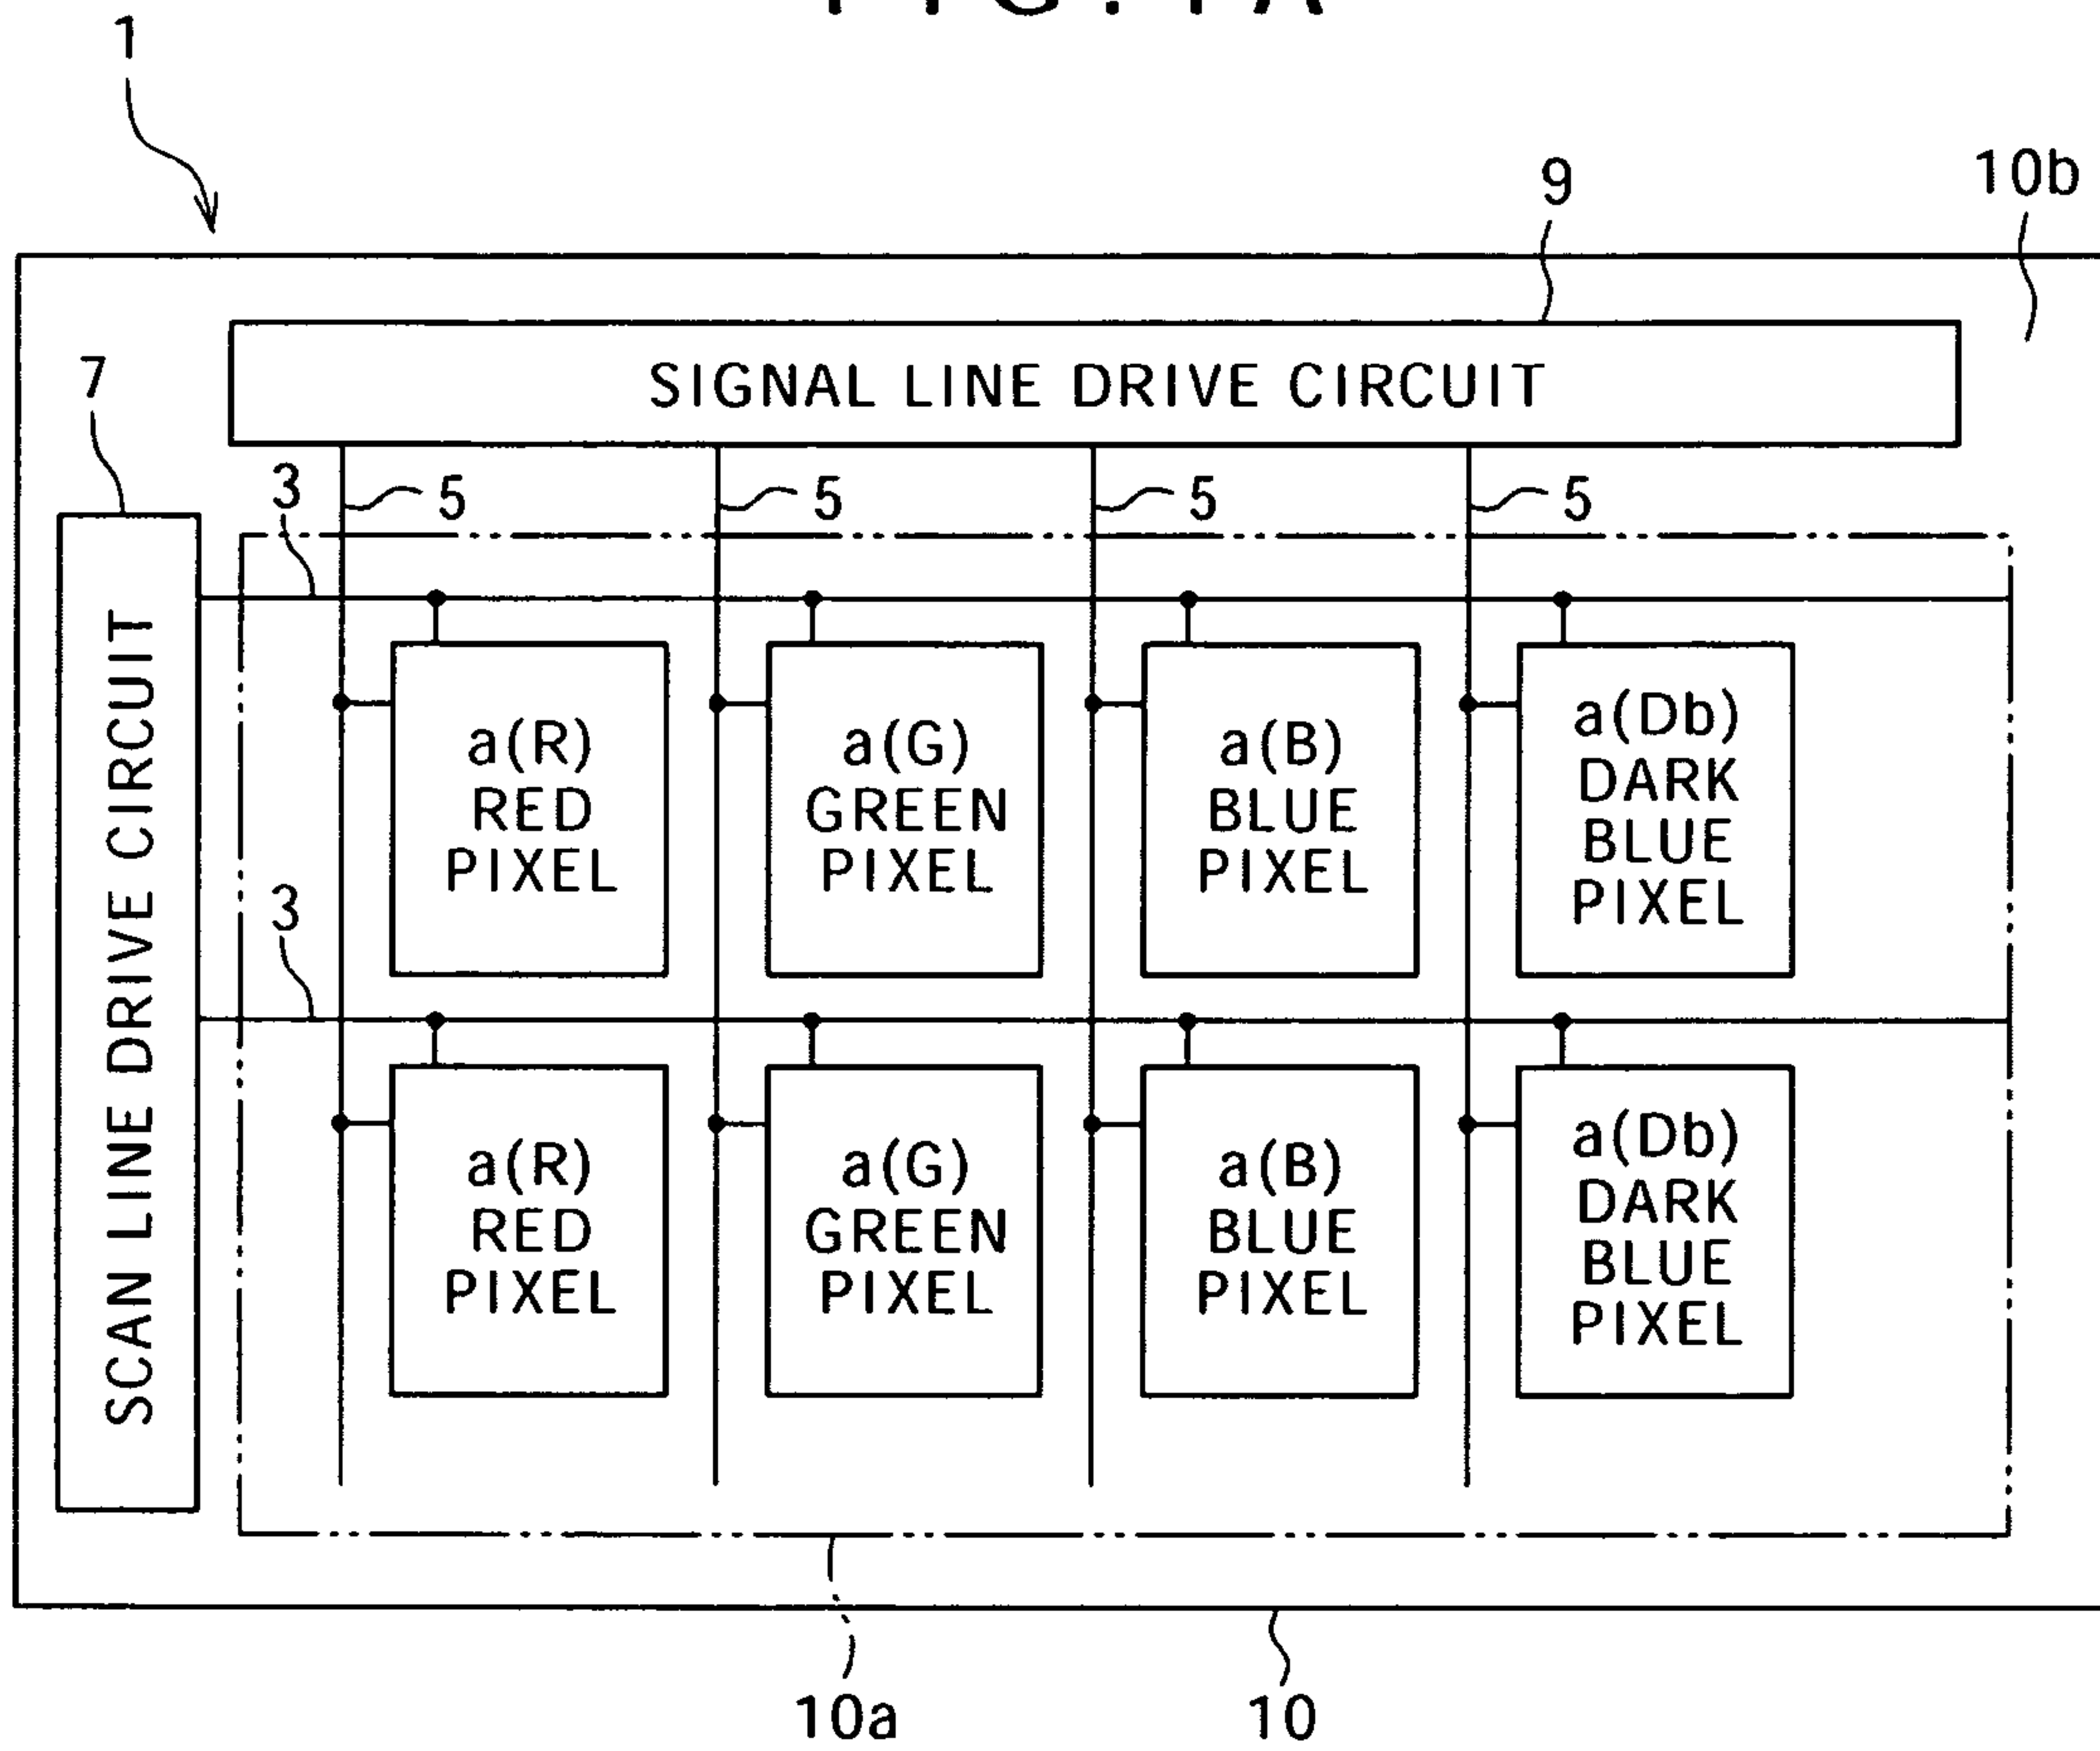 FIG. 1A
1
9
10b
7
SIGNAL LINE DRIVE CIRCUIT
3
5
5
5
5
SCAN LINE DRIVE CIRCUIT
a(R)
RED
PIXEL
a(G)
GREEN
PIXEL
a(B)
BLUE
PIXEL
a(Db)
DARK
BLUE
PIXEL
3
a(R)
RED
PIXEL
a(G)
GREEN
PIXEL
a(B)
BLUE
PIXEL
a(Db)
DARK
BLUE
PIXEL
10a
10